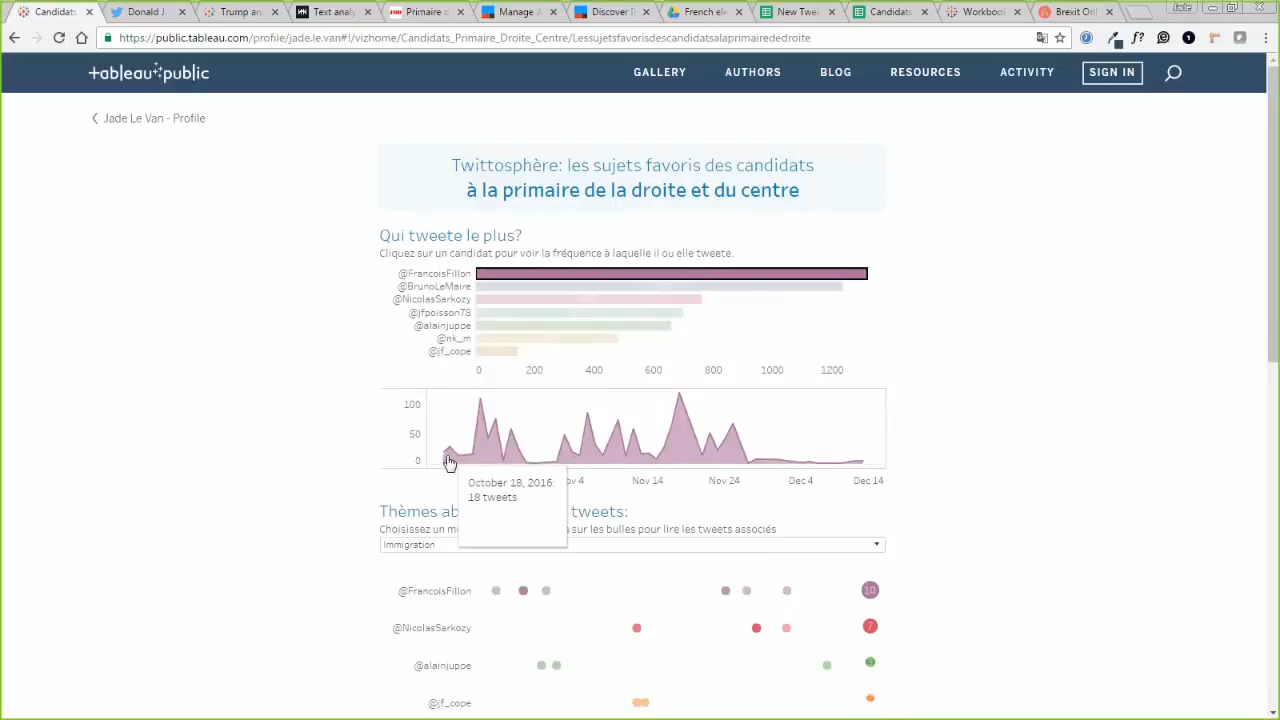 Candidats
Donald J.
Trump an
Text analy
Primaire d
Manage A
Discover I
French ele
New Twee
Candidats
Workbook
Brexit On
https://public.tableau.com/profile/jade.le.van#!/vizhome/Candidats_Primaire_Droite_Centre/Lessujetsfavorisdescandidatsalaprimairededroite
+ableau+public
GALLERY
AUTHORS
BLOG
RESOURCES
ACTIVITY
SIGN IN
Jade Le Van - Profile
Twittosphère: les sujets favoris des candidats
à la primaire de la droite et du centre
Qui tweete le plus?
Cliquez sur un candidat pour voir la fréquence à laquelle il ou elle tweete.
@FrancoisFillon
@BrunoLeMaire
@NicolasSarkozy
@jfpoisson78
@alainjuppe
@nk_m
@jf_cope
0 200 400 600 800 1000 1200
100
50
0
ov 4 Nov 14 Nov 24 Dec 4 Dec 14
October 18, 2016:
18 tweets
Thèmes ab tweets:
Choisissez un m sur les bulles pour lire les tweets associés
Immigration
@FrancoisFillon 10
@NicolasSarkozy 7
@alainjuppe
@jf_cope